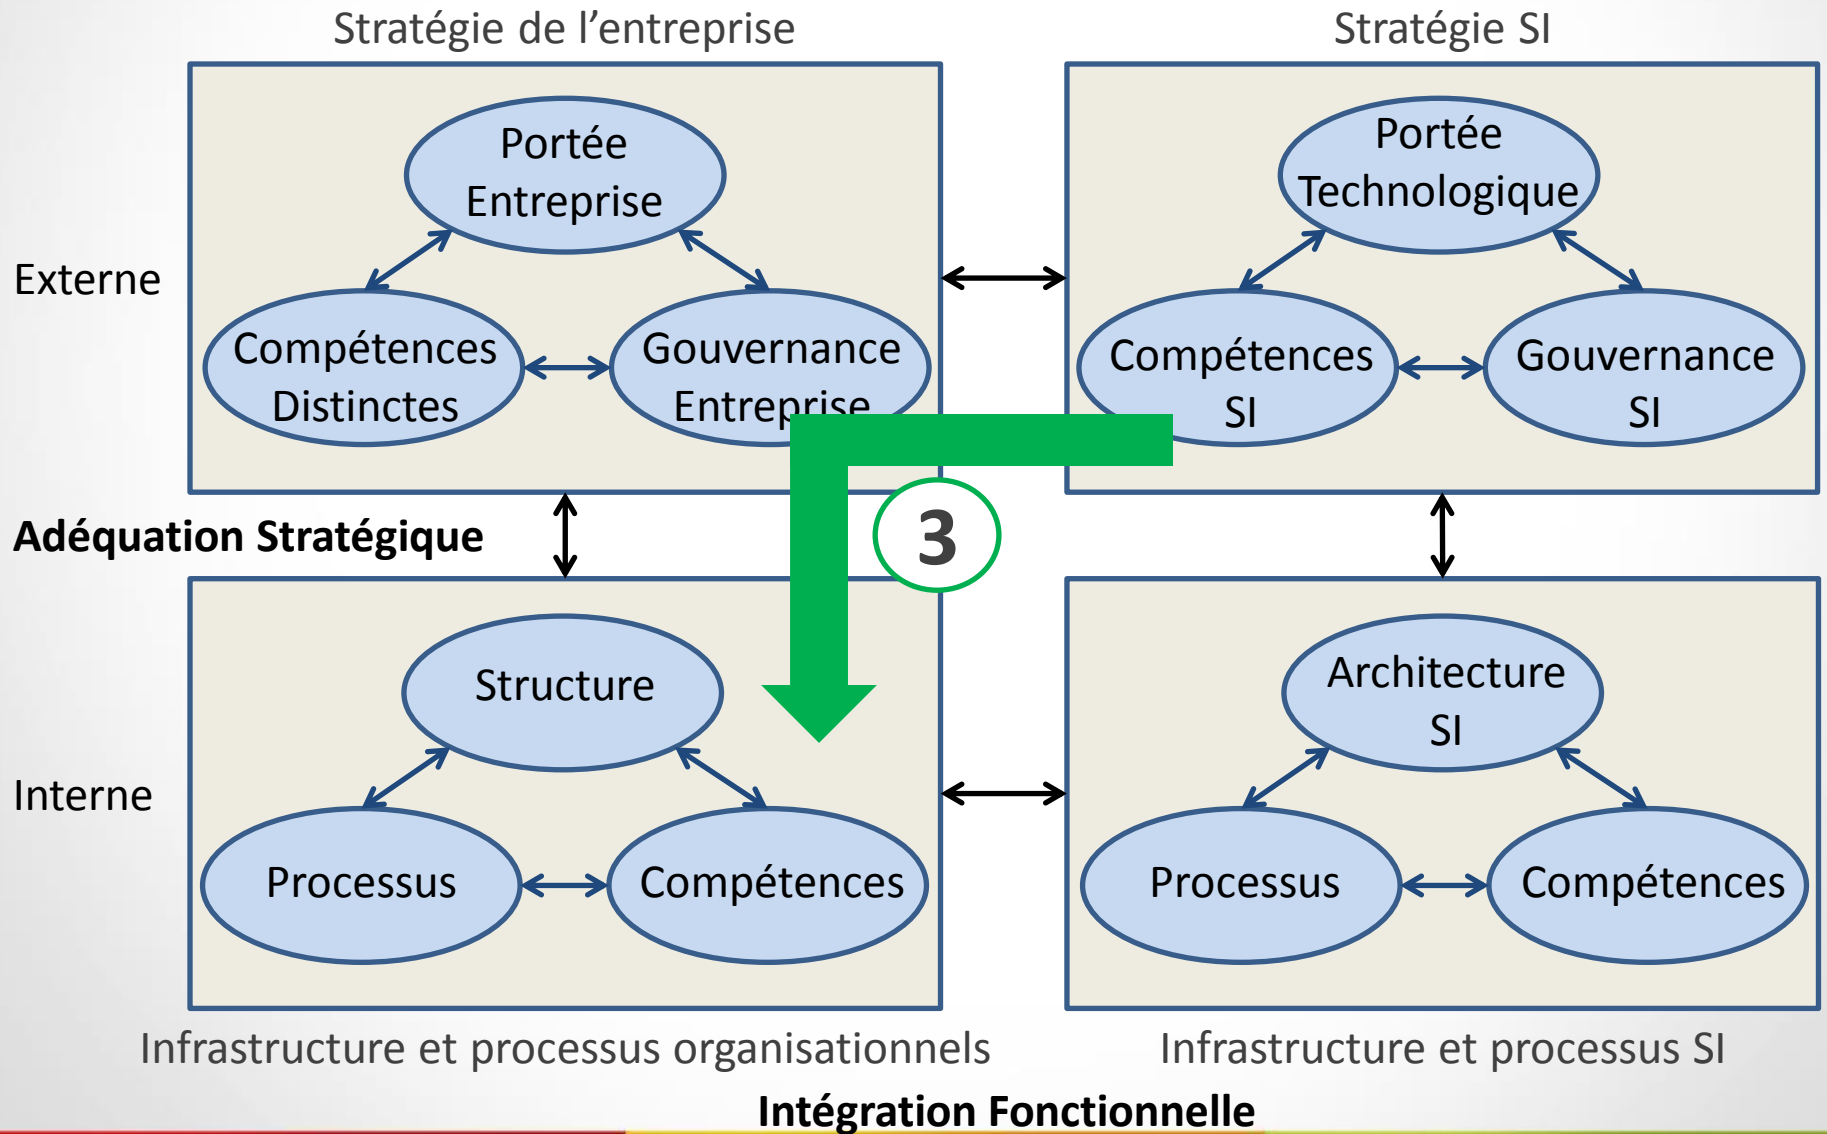 Stratégie de l’entreprise
Stratégie SI
Portée
Entreprise
Portée
Technologique
Externe
Compétences
Distinctes
Gouvernance
Entreprise
Compétences
SI
Gouvernance
SI
3
Adéquation Stratégique
Structure
Architecture
SI
Interne
Processus
Compétences
Processus
Compétences
Infrastructure et processus organisationnels
Infrastructure et processus SI
Intégration Fonctionnelle